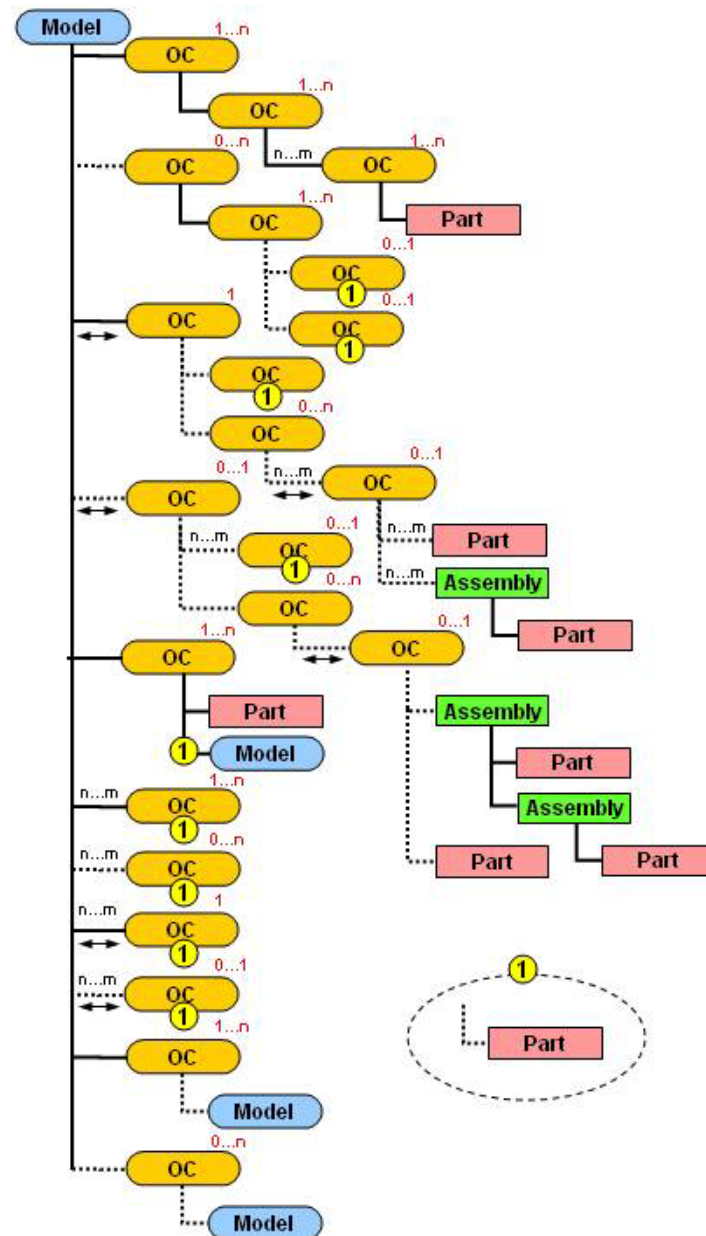 Model
1...n
OC
1...n
OC
0...n
n...m
1...n
OC
OC
1...n
OC
Part
0...1
OC
1
0...1
OC
1
1
OC
OC
1
0...n
OC
0...1
n...m
0...1
OC
OC
n...m
0...1
OC
1
n...m
Part
n...m
Assembly
0...n
OC
0...1
OC
Part
1...n
OC
Part
Assembly
1
Model
Part
n...m
1...n
OC
1
Assembly
n...m
0...n
OC
1
Part
Part
n...m
1
OC
1
n...m
0...1
OC
1
1
Part
1...n
OC
Model
0...n
OC
Model